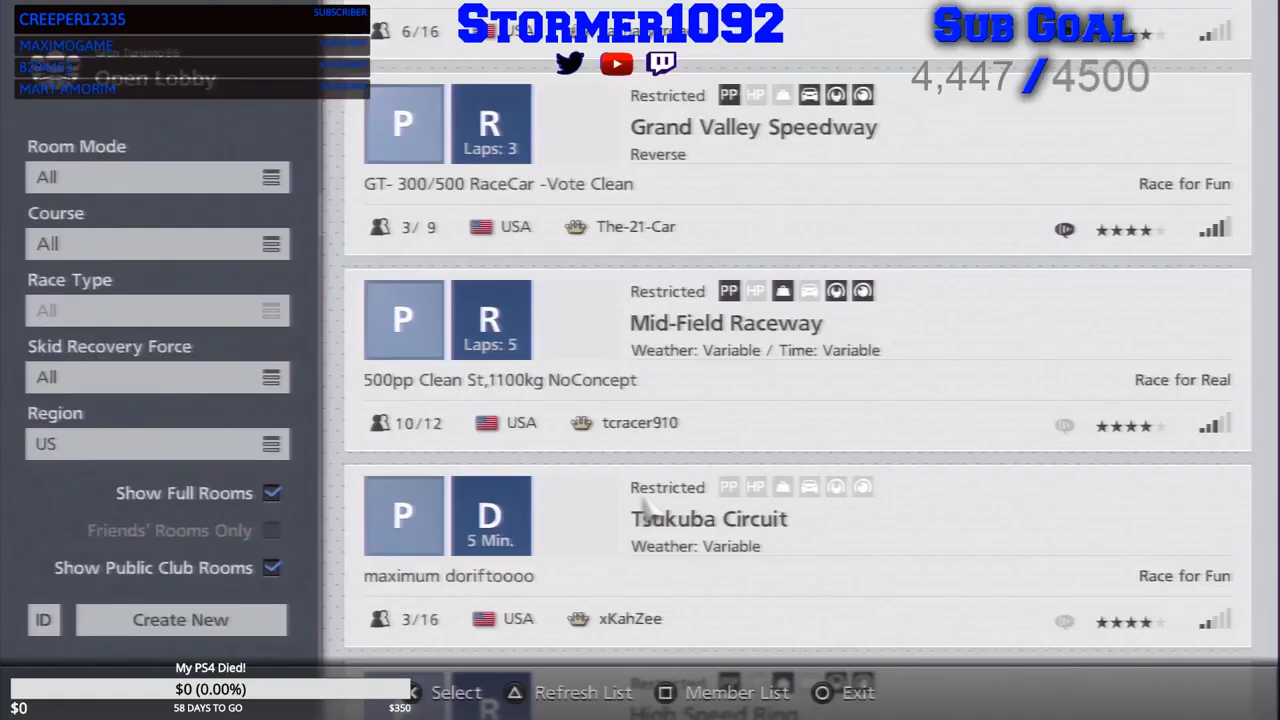 CREEPER12335 SUBSCRIBER
MAXIMOGAME
MARY AMORIM
Open Lobby
Stormer1092
Sub Goal
4,447 / 4500
Room Mode
All
Course
All
Race Type
All
Skid Recovery Force
All
Region
US
Show Full Rooms
Friends' Rooms Only
Show Public Club Rooms
ID Create New
6/16
P R Laps: 3
Restricted PP HP
Grand Valley Speedway
Reverse
GT- 300/500 RaceCar -Vote Clean Race for Fun
3/ 9 USA The-21-Car
P R Laps: 5
Restricted PP HP
Mid-Field Raceway
Weather: Variable / Time: Variable
500pp Clean St,1100kg NoConcept Race for Real
10/12 USA tcracer910
P D 5 Min.
Restricted PP HP
Tsukuba Circuit
Weather: Variable
maximum doriftoooo Race for Fun
3/16 USA xKahZee
R
High Speed Ring
My PS4 Died!
$0 (0.00%)
$0 58 DAYS TO GO $350
Select Refresh List Member List Exit